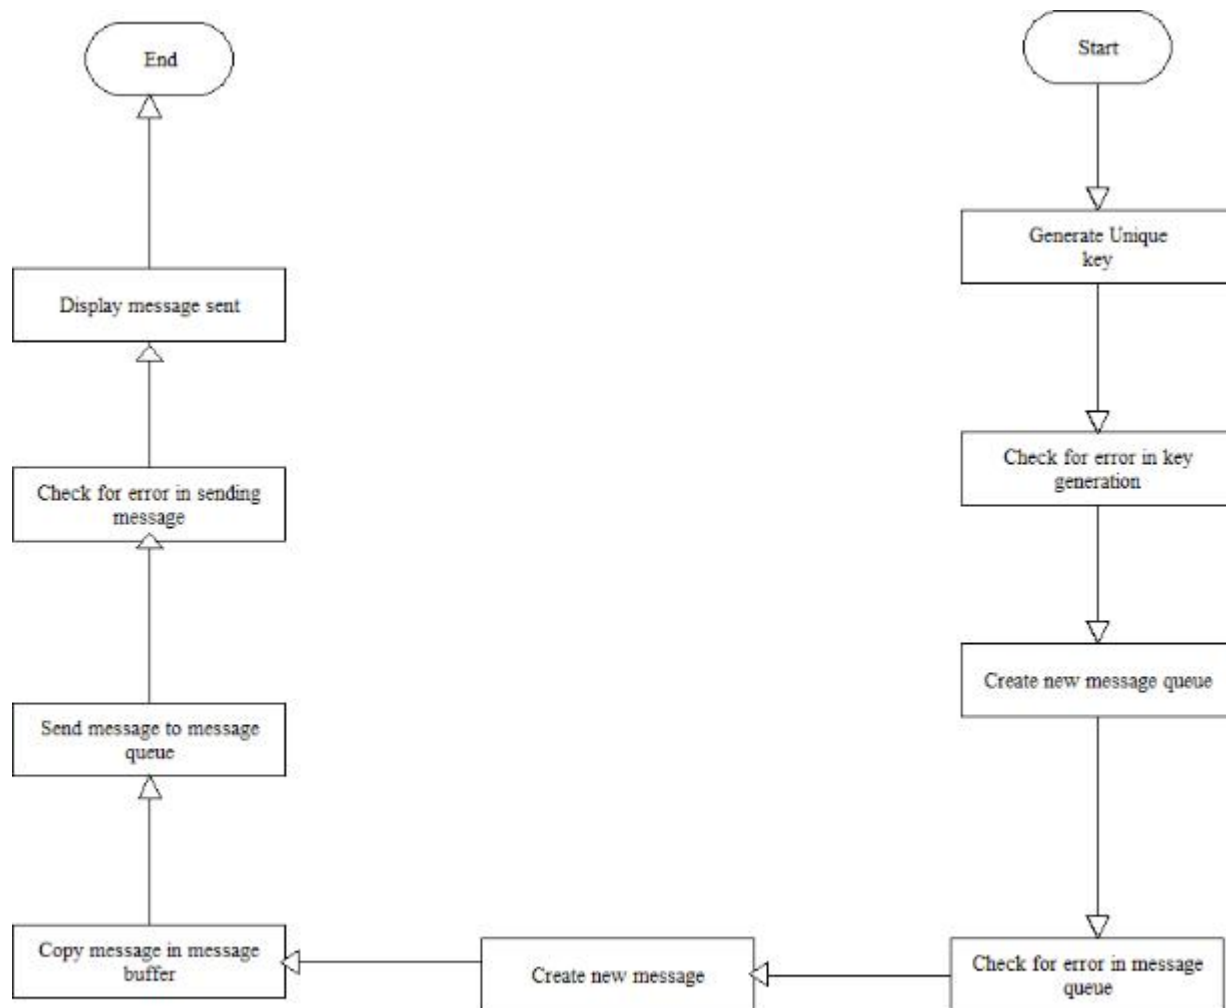 End
Start
Generate Unique
key
Display message sent
Check for error in key
generation
Check for error in sending
message
Create new message queue
Send message to message
queue
Copy message in message
buffer
Create new message
Check for error in message
queue